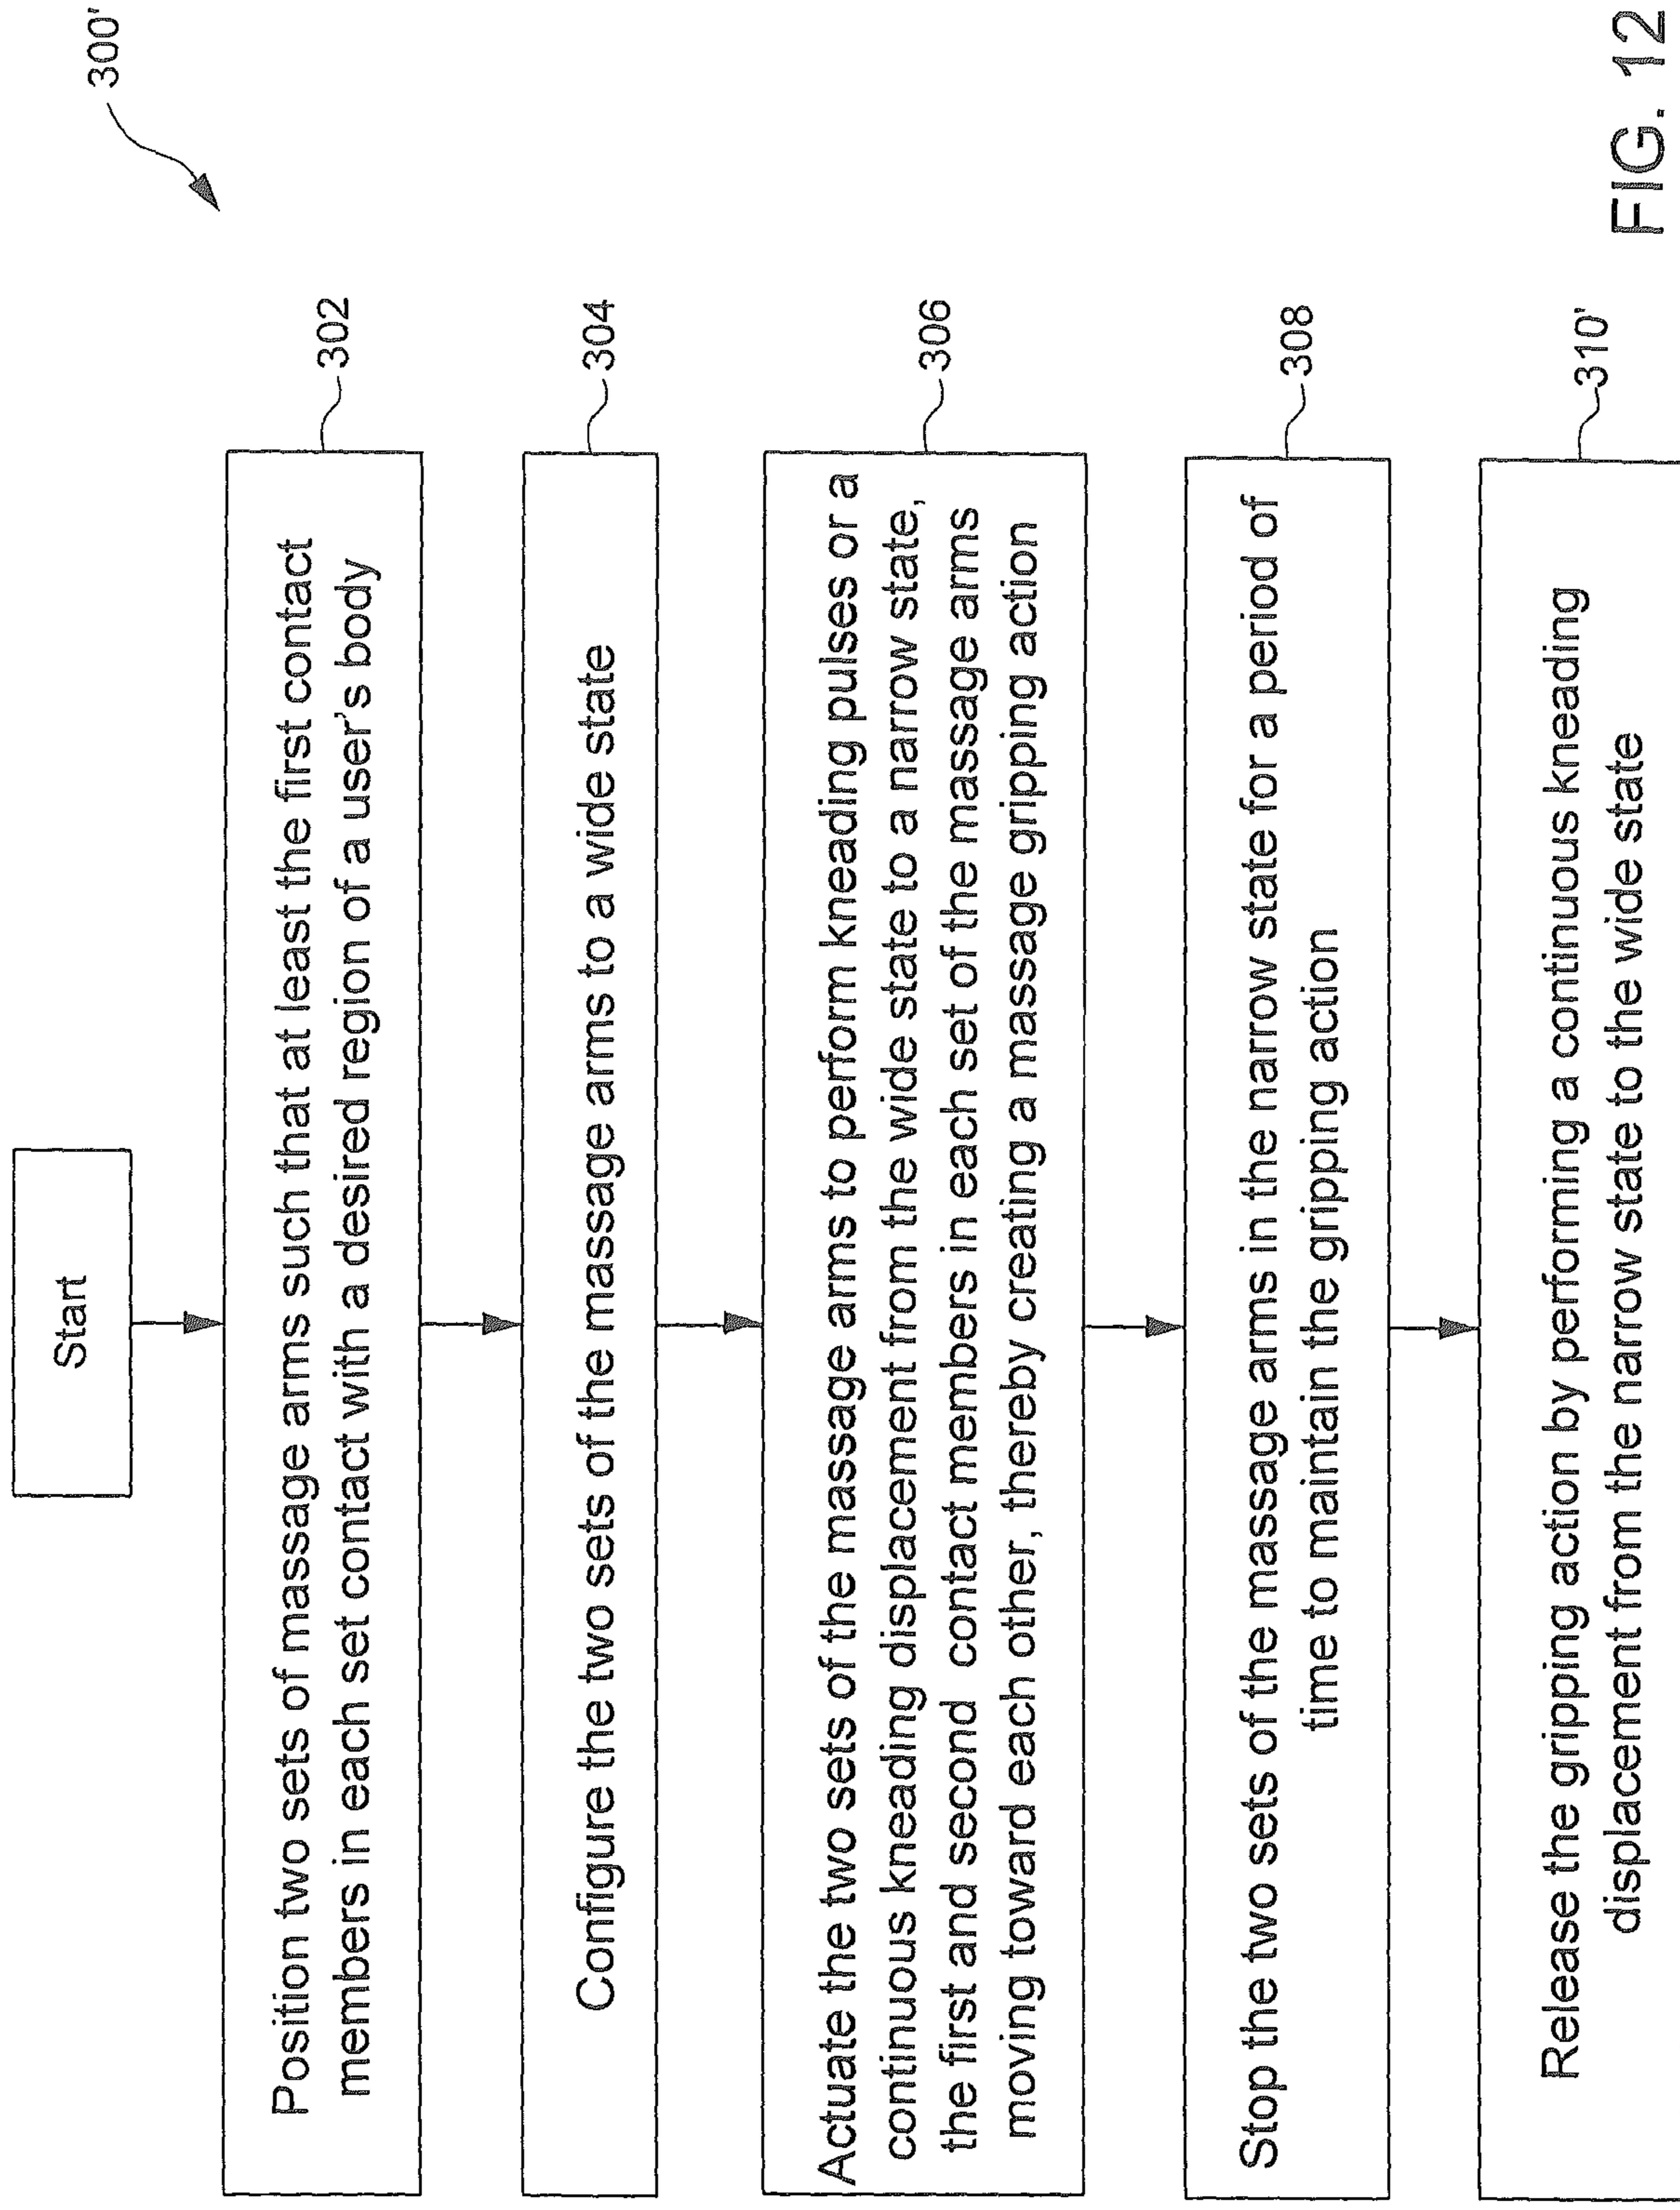 300'
Start
Position two sets of massage arms such that at least the first contact
members in each set contact with a desired region of a user's body
302
Configure the two sets of the massage arms to a wide state
304
Actuate the two sets of the massage arms to perform kneading pulses or a
continuous kneading displacement from the wide state to a narrow state,
the first and second contact members in each set of the massage arms
moving toward each other, thereby creating a massage gripping action
306
Stop the two sets of the massage arms in the narrow state for a period of
time to maintain the gripping action
308
Release the gripping action by performing a continuous kneading
displacement from the narrow state to the wide state
310'
FIG. 12